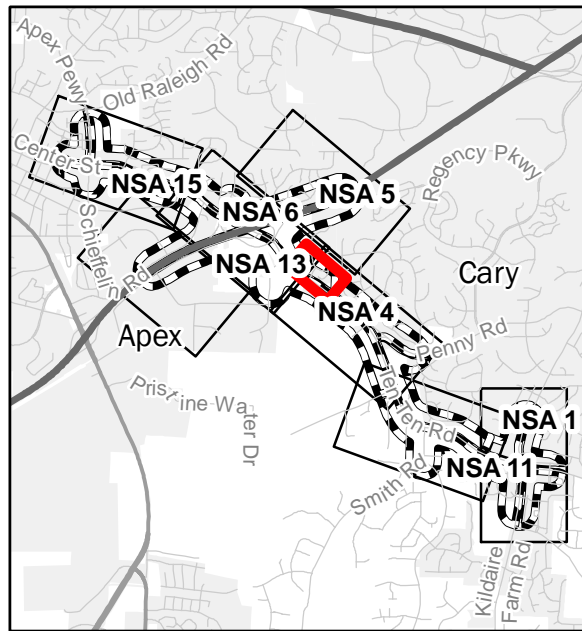 Apex Pewy
Old Raleigh Rd
Center St
NSA 15
NSA 5
Regency Pkwy
NSA 6
Schieffelin Rd
NSA 13
Cary
NSA 4
Apex
Penny Rd
Pristine Water Dr
Ten-Ten Rd
NSA 1
NSA 11
Smith Rd
Kildaire
Farm Rd